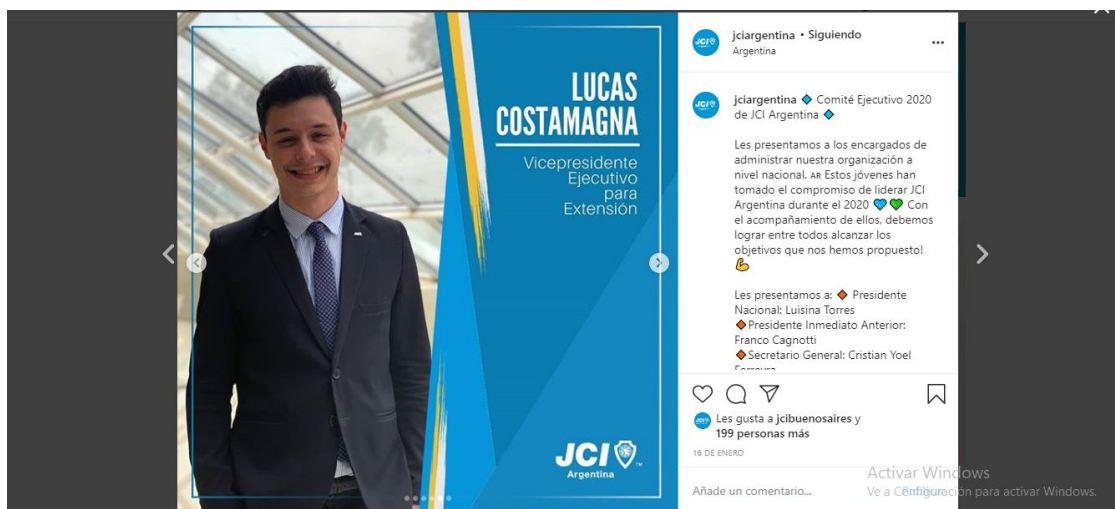 LUCAS
COSTAMAGNA
Vicepresidente
Ejecutivo
para
Extensión
JCI
Argentina
jciargentina • Siguiendo
Argentina
jciargentina 🔹 Comité Ejecutivo 2020
de JCI Argentina 🔹
Les presentamos a los encargados de
administrar nuestra organización a
nivel nacional. AR Estos jóvenes han
tomado el compromiso de liderar JCI
Argentina durante el 2020 💙💚 Con
el acompañamiento de ellos, debemos
lograr entre todos alcanzar los
objetivos que nos hemos propuesto!
💪
Les presentamos a: 🔸 Presidente
Nacional: Luisina Torres
🔸Presidente Inmediato Anterior:
Franco Cagnotti
🔸Secretario General: Cristian Yoel
Les gusta a jcibuenosaires y
199 personas más
16 DE ENERO
Añade un comentario...
Activar Windows
Ve a Configuración para activar Windows.